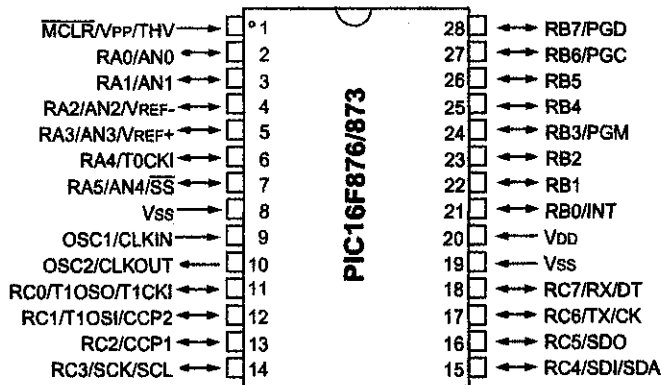 MCLR/VPP/THV 1 28 RB7/PGD
RA0/AN0 2 27 RB6/PGC
RA1/AN1 3 26 RB5
RA2/AN2/VREF- 4 25 RB4
RA3/AN3/VREF+ 5 24 RB3/PGM
RA4/T0CKI 6 23 RB2
RA5/AN4/SS 7 22 RB1
VSS 8 21 RB0/INT
OSC1/CLKIN 9 20 VDD
OSC2/CLKOUT 10 19 VSS
RC0/T1OSO/T1CKI 11 18 RC7/RX/DT
RC1/T1OSI/CCP2 12 17 RC6/TX/CK
RC2/CCP1 13 16 RC5/SDO
RC3/SCK/SCL 14 15 RC4/SDI/SDA
PIC16F876/873